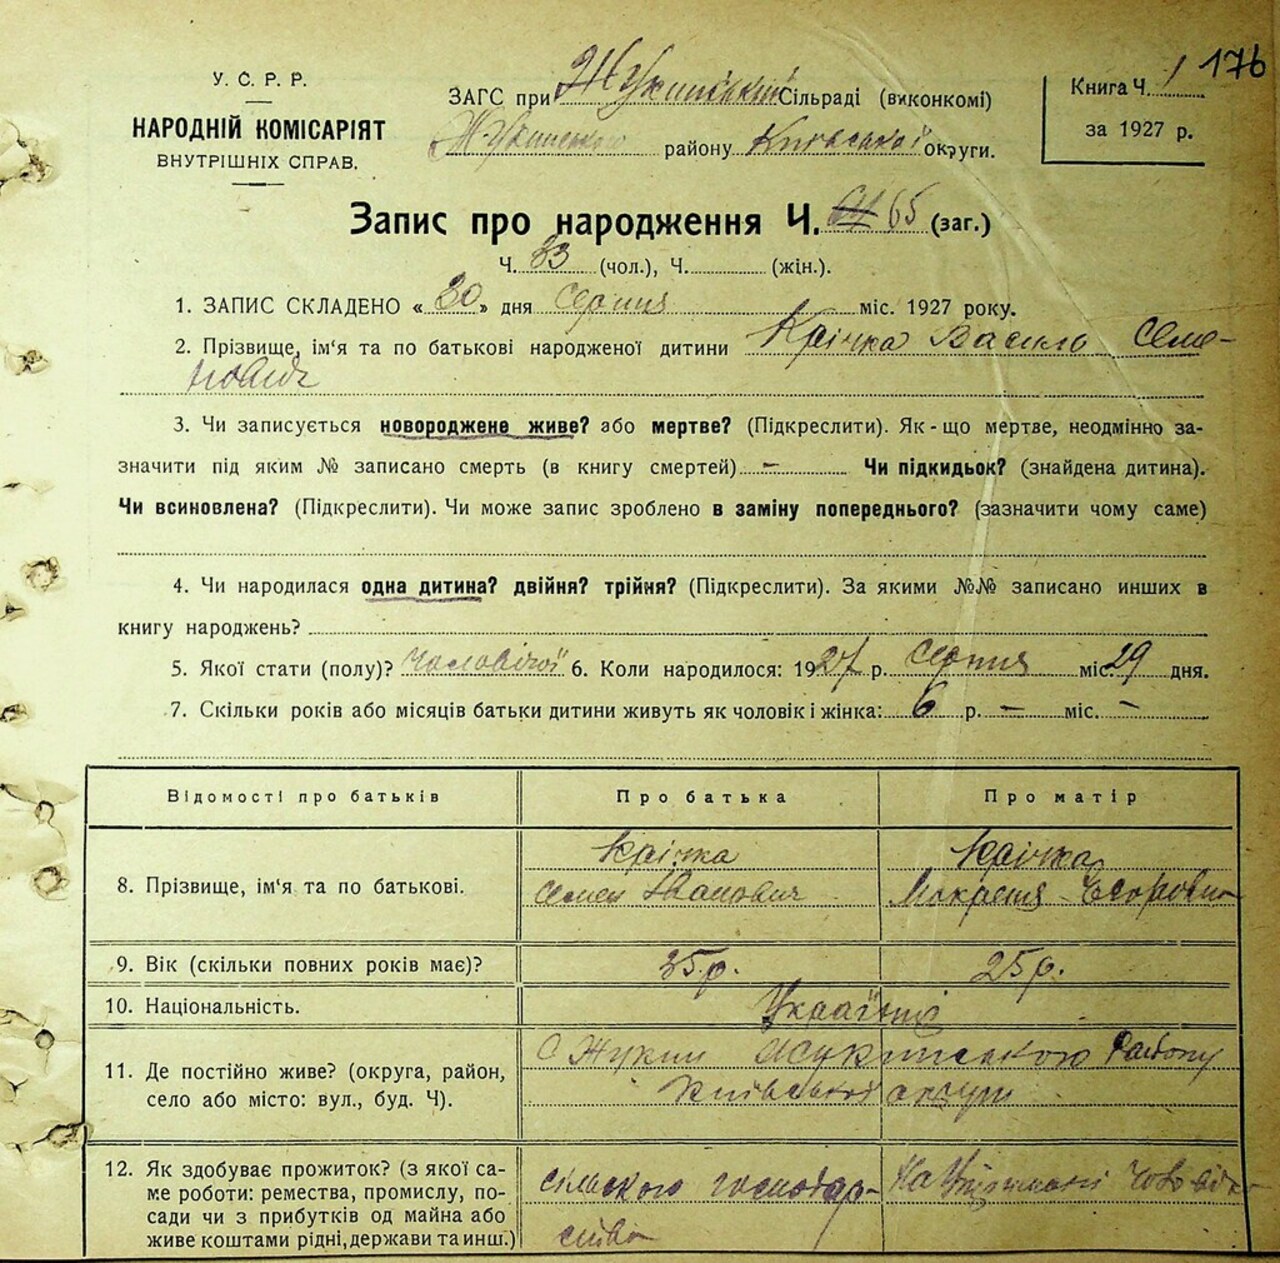 176
У. С. Р. Р.
НАРОДНІЙ КОМІСАРІЯТ
ВНУТРІШНІХ СПРАВ.
ЗАГС при Жукинській Сільраді (виконкомі)
Жукинського району Київської округи.
Книга Ч. 1
за 1927 р.
Запис про народження Ч. 64 65 (заг.)
Ч. 33 (чол.), Ч. (жін.).
1. ЗАПИС СКЛАДЕНО « 30 » дня серпня міс. 1927 року.
2. Прізвище, ім'я та по батькові народженої дитини Крічка Василь Семе-
нович
3. Чи записується новороджене живе? або мертве? (Підкреслити). Як-що мертве, неодмінно за-
значити під яким № записано смерть (в книгу смертей) – Чи підкидьок? (знайдена дитина).
Чи всиновлена? (Підкреслити). Чи може запис зроблено в заміну попереднього? (зазначити чому саме)
4. Чи народилася одна дитина? двійня? трійня? (Підкреслити). За якими №№ записано инших в
книгу народжень?
5. Якої стати (полу)? чоловічої 6. Коли народилося: 1927 р. серпня міс. 29 дня.
7. Скільки років або місяців батьки дитини живуть як чоловік і жінка: 6 р. – міс. –
Відомості про батьків Про батька Про матір
8. Прізвище, ім'я та по батькові. Крічка Семен Іванович Крічка Мокрена Єгоровна
9. Вік (скільки повних років має)? 35 р. 25 р.
10. Національність. Українці
11. Де постійно живе? (округа, район,
село або місто: вул., буд. Ч).
с Жукин Жукинського району
Київської округи
12. Як здобуває прожиток? (з якої са-
ме роботи: ремества, промислу, по-
сади чи з прибутків од майна або
живе коштами рідні, держави та инш.)
сільского господар-
ства
На утриманні